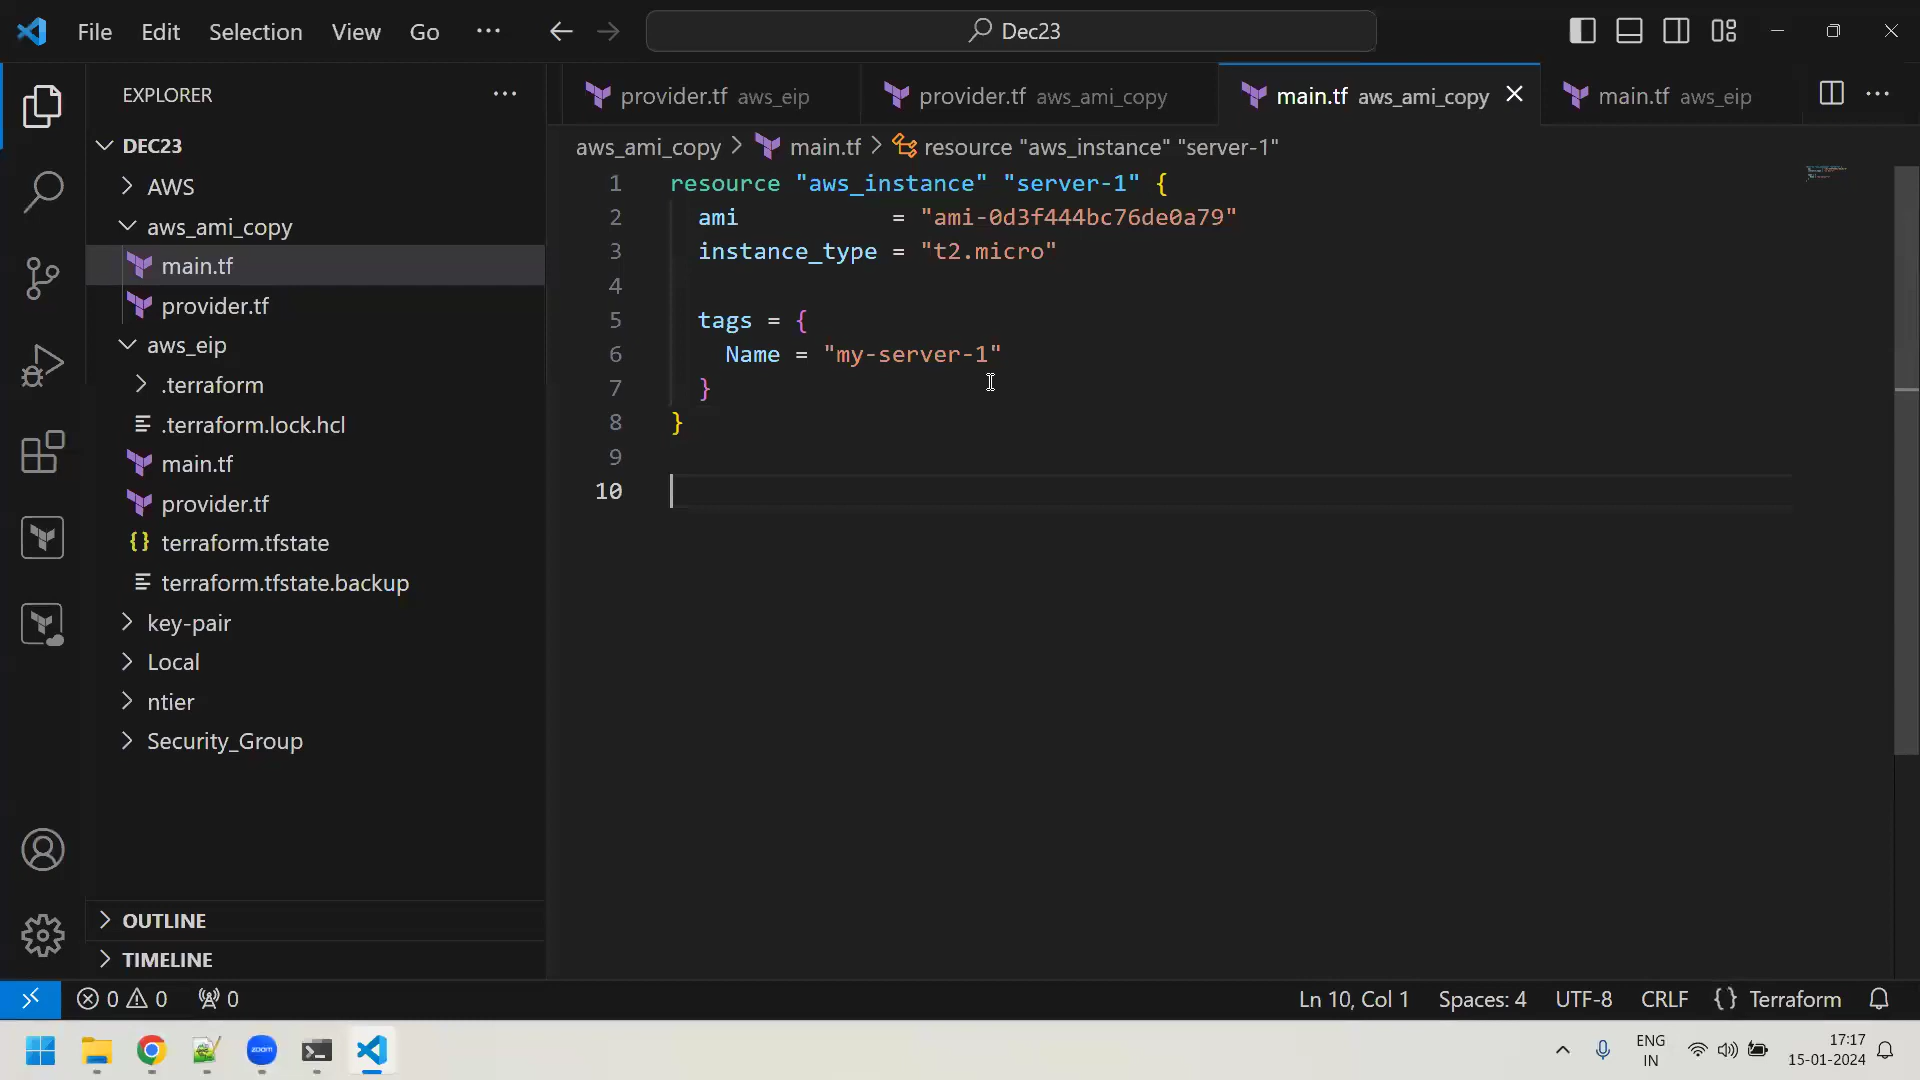 File Edit Selection View Go ... Dec23
EXPLORER ...
provider.tf aws_eip
provider.tf aws_ami_copy
main.tf aws_ami_copy
main.tf aws_eip
...
aws_ami_copy > main.tf > resource "aws_instance" "server-1"
DEC23
AWS
aws_ami_copy
main.tf
provider.tf
aws_eip
.terraform
.terraform.lock.hcl
main.tf
provider.tf
{} terraform.tfstate
terraform.tfstate.backup
key-pair
Local
ntier
Security_Group
OUTLINE
TIMELINE
1 resource "aws_instance" "server-1" {
2   ami           = "ami-0d3f444bc76de0a79"
3   instance_type = "t2.micro"
4
5   tags = {
6     Name = "my-server-1"
7   }
8 }
9
10
0 0 0
Ln 10, Col 1 Spaces: 4 UTF-8 CRLF {} Terraform
zoom
ENG
IN
17:17
15-01-2024